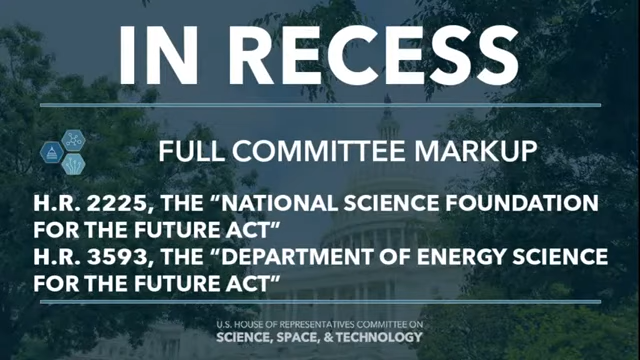 IN RECESS
FULL COMMITTEE MARKUP
H.R. 2225, THE “NATIONAL SCIENCE FOUNDATION
FOR THE FUTURE ACT”
H.R. 3593, THE “DEPARTMENT OF ENERGY SCIENCE
FOR THE FUTURE ACT”
U.S. HOUSE OF REPRESENTATIVES COMMITTEE ON
SCIENCE, SPACE, & TECHNOLOGY